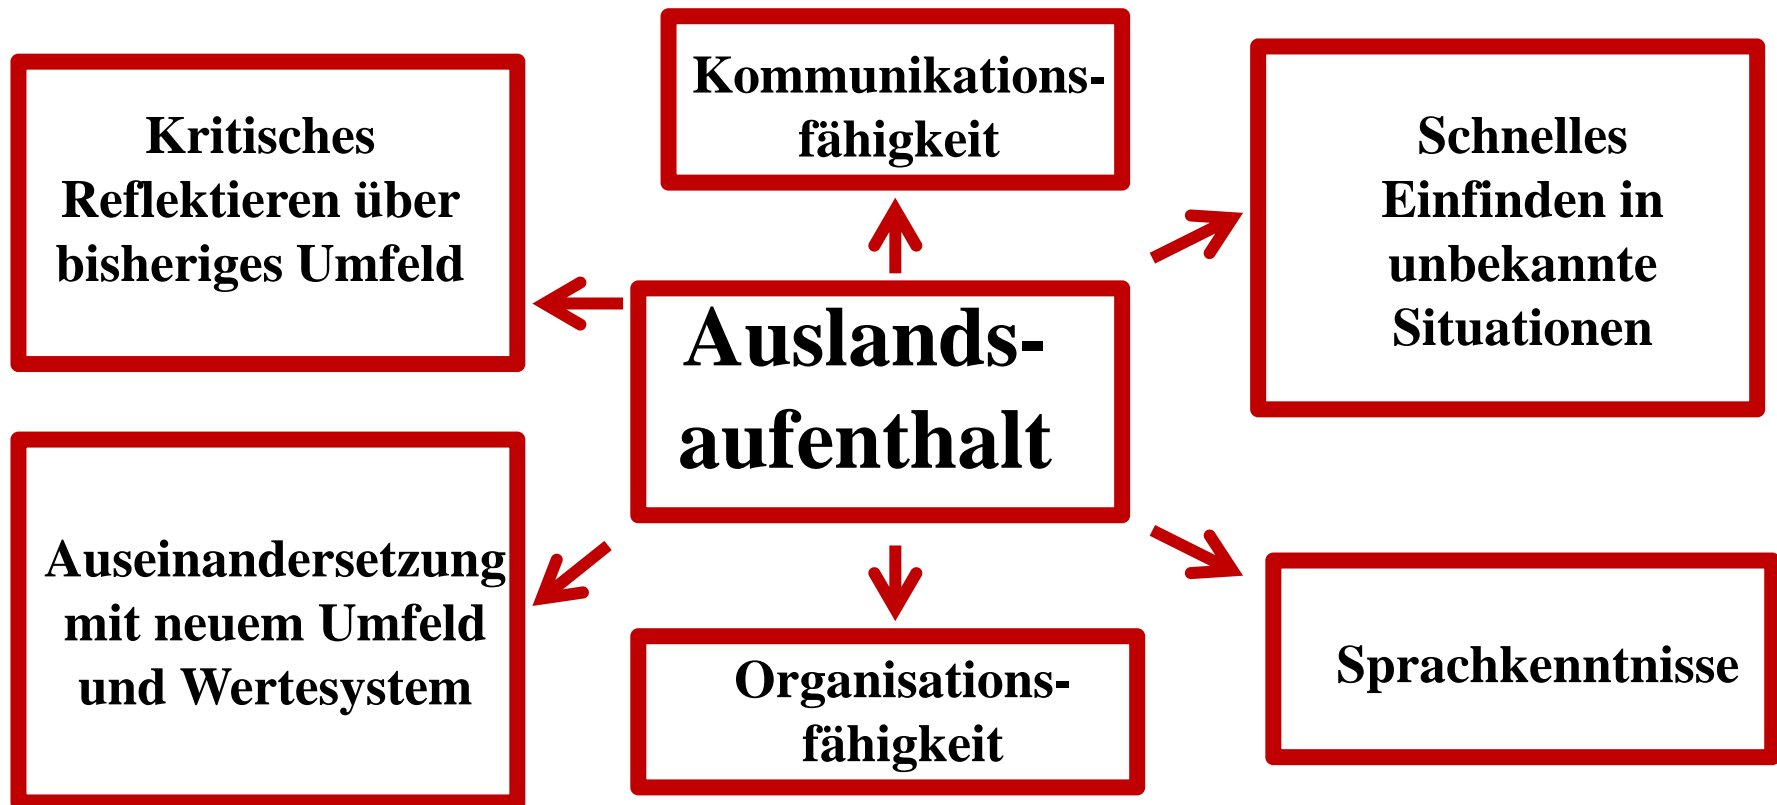 Kommunikations-
fähigkeit
Kritisches
Reflektieren über
bisheriges Umfeld
Schnelles
Einfinden in
unbekannte
Situationen
Auslands-
aufenthalt
Auseinandersetzung
mit neuem Umfeld
und Wertesystem
Organisations-
fähigkeit
Sprachkenntnisse